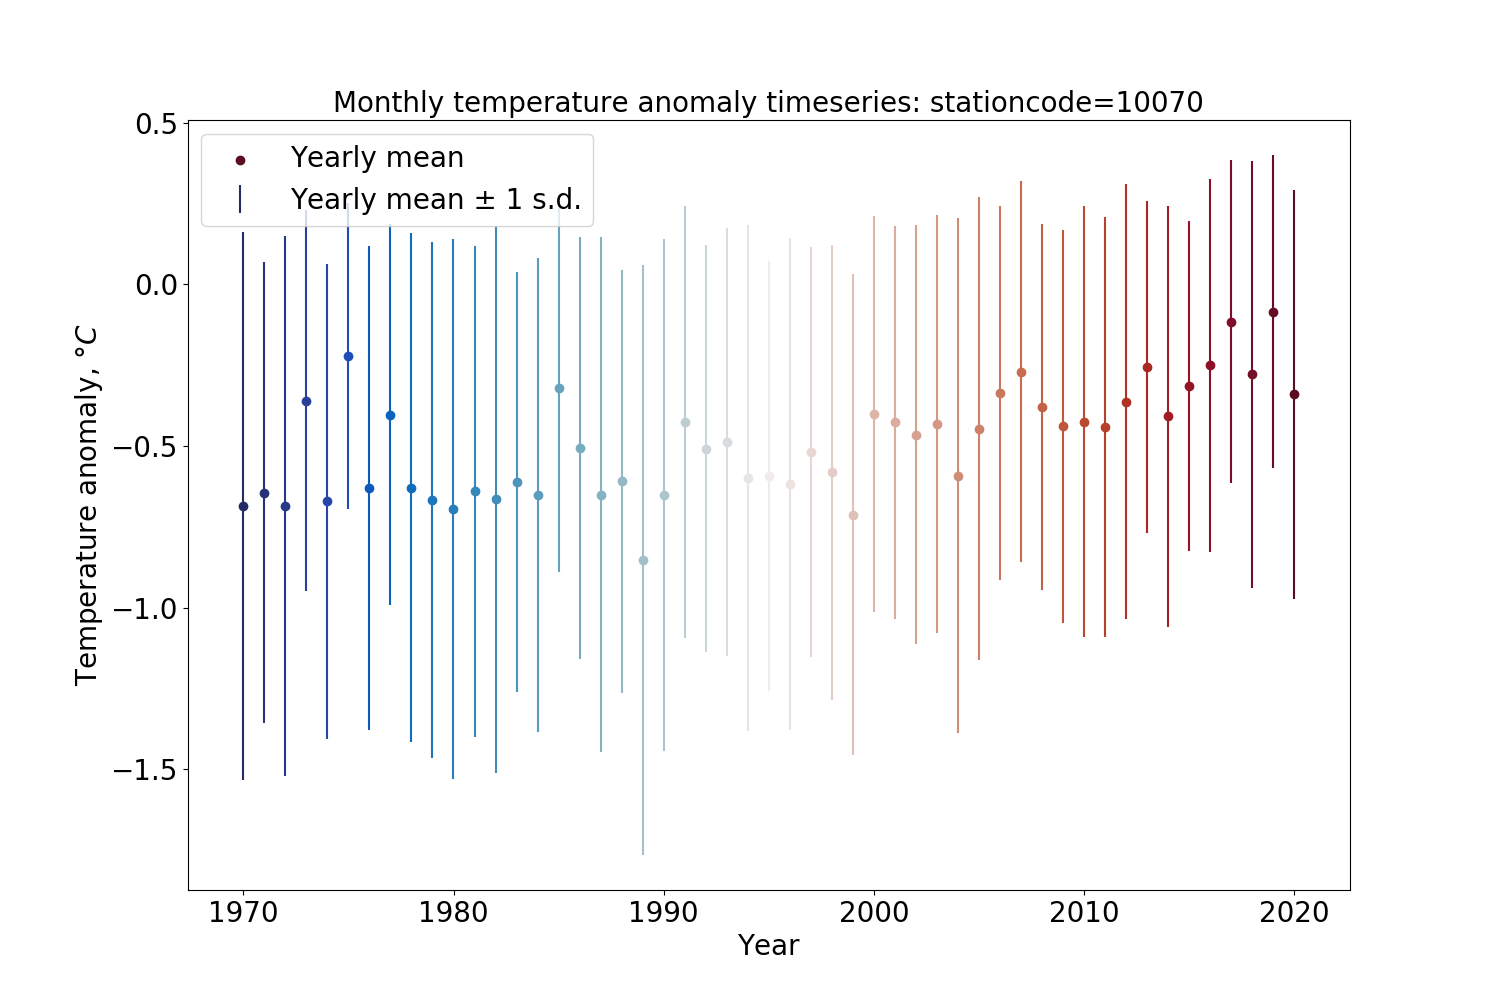 Monthly temperature anomaly timeseries: stationcode=10070
Yearly mean
Yearly mean ± 1 s.d.
0.5
0.0
−0.5
−1.0
−1.5
Temperature anomaly, °C
1970 1980 1990 2000 2010 2020
Year